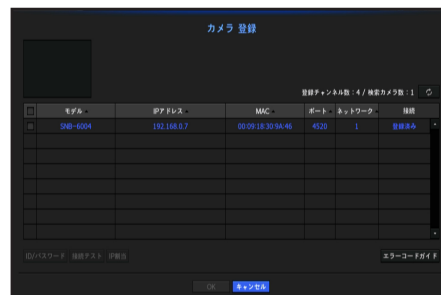 カメラ 登録
登録チャンネル数 : 4 / 検索カメラ数 : 1
モデル IPアドレス MAC ポート ネットワーク 接続
SNB-6004 192.168.0.7 00:09:18:30:9A:46 4520 1 登録済み
ID/パスワード 接続テスト IP割当 エラーコードガイド
OK キャンセル